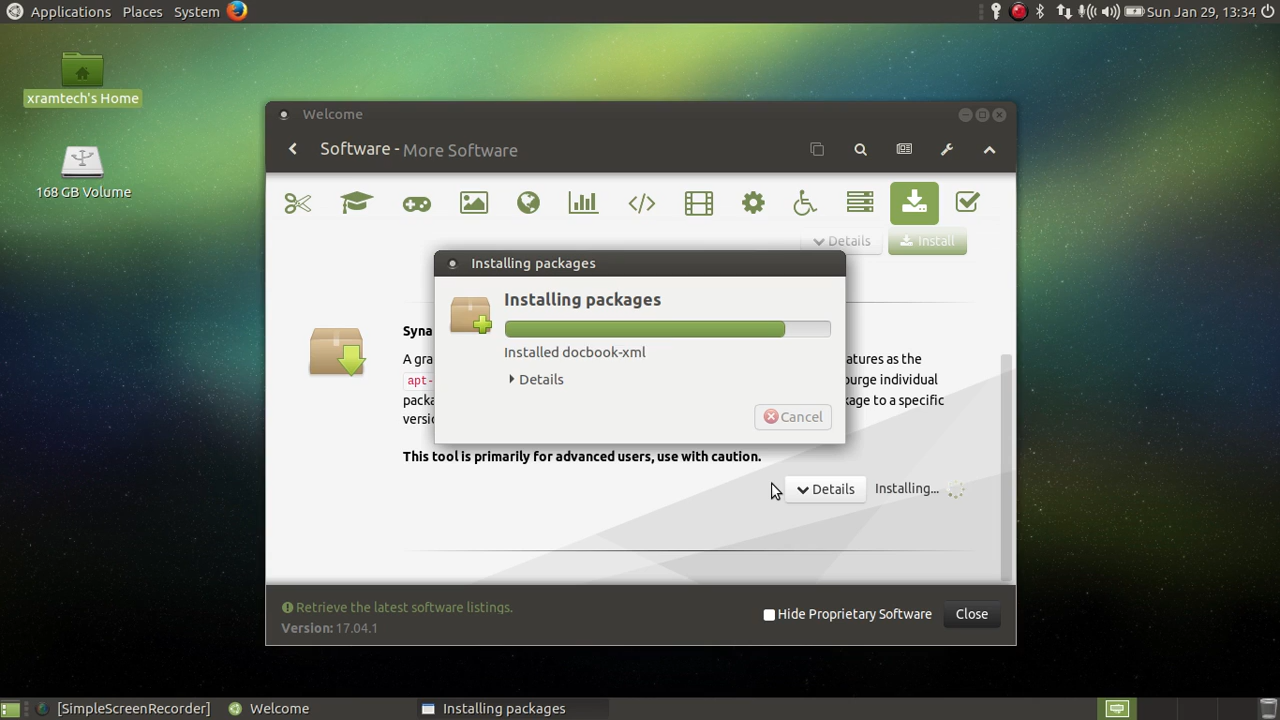 Applications Places System
Sun Jan 29, 13:34
xramtech's Home
168 GB Volume
Welcome
Software - More Software
Details
Install
Installing packages
Installing packages
Installed docbook-xml
Details
Cancel
Syna
A gra
atures as the
apt-
ourge individual
packa
kage to a specific
versio
This tool is primarily for advanced users, use with caution.
Details
Installing...
Retrieve the latest software listings.
Version: 17.04.1
Hide Proprietary Software
Close
[SimpleScreenRecorder]
Welcome
Installing packages